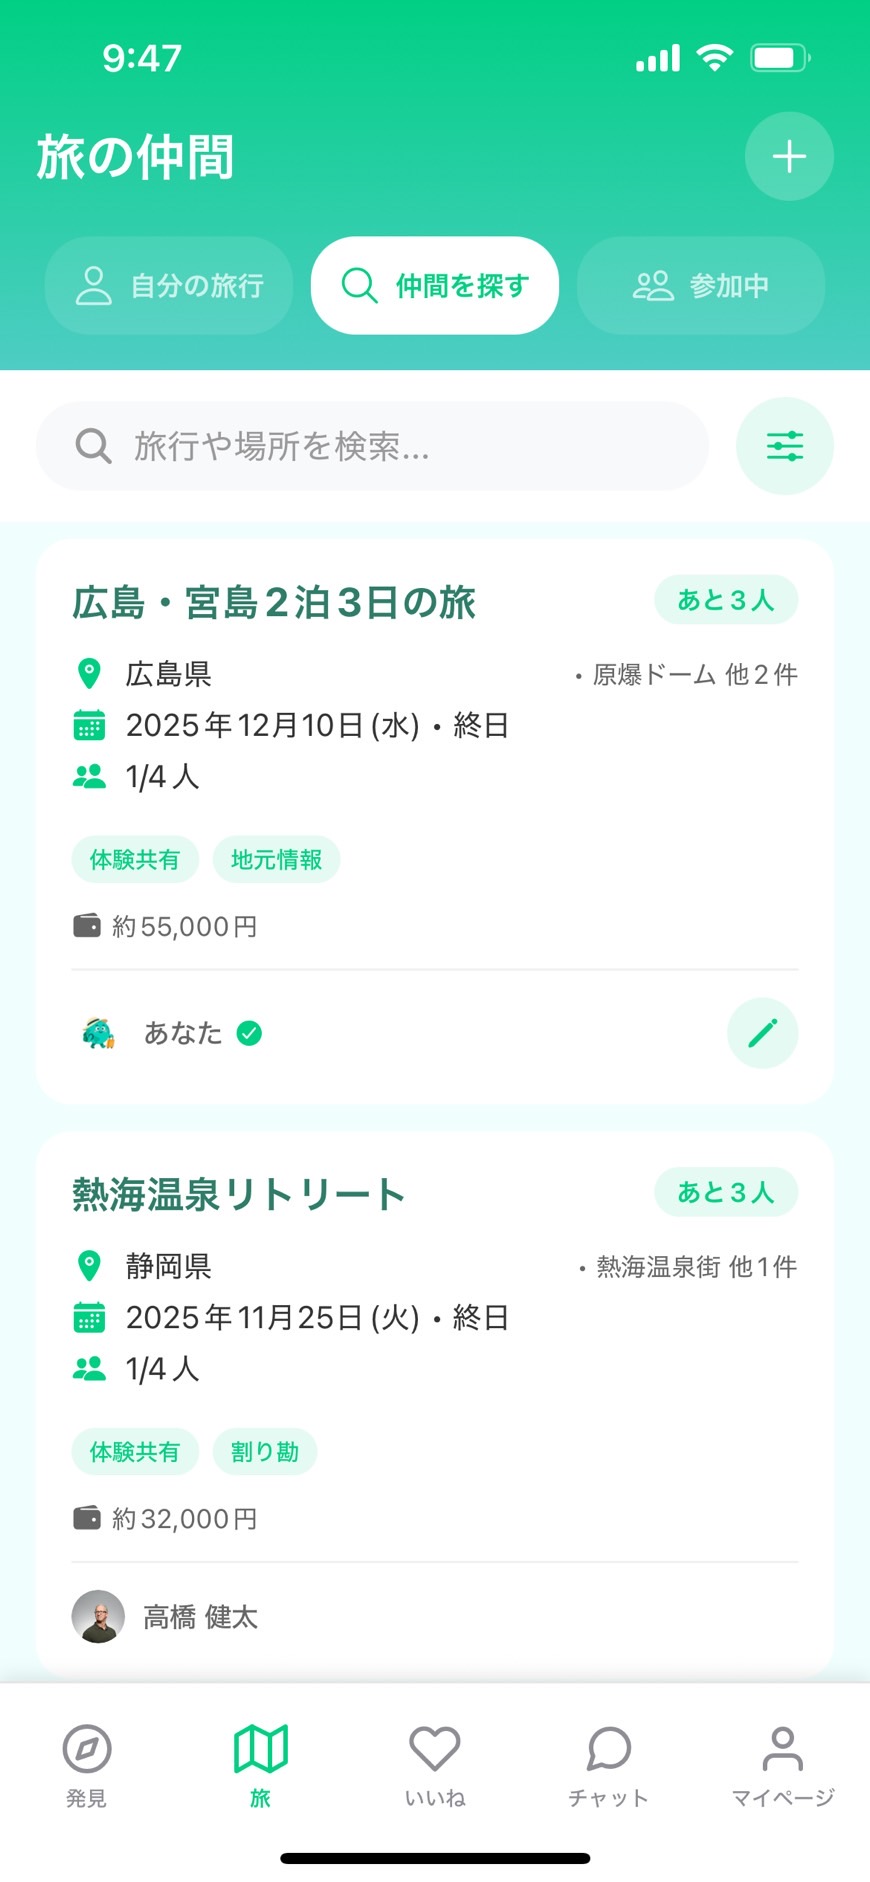 9:47
旅の仲間
自分の旅行
仲間を探す
参加中
旅行や場所を検索...
広島・宮島2泊3日の旅
あと3人
広島県
• 原爆ドーム 他2件
2025年12月10日(水)・終日
1/4人
体験共有
地元情報
約55,000円
あなた
熱海温泉リトリート
あと3人
静岡県
• 熱海温泉街 他1件
2025年11月25日(火)・終日
1/4人
体験共有
割り勘
約32,000円
高橋 健太
発見
旅
いいね
チャット
マイページ